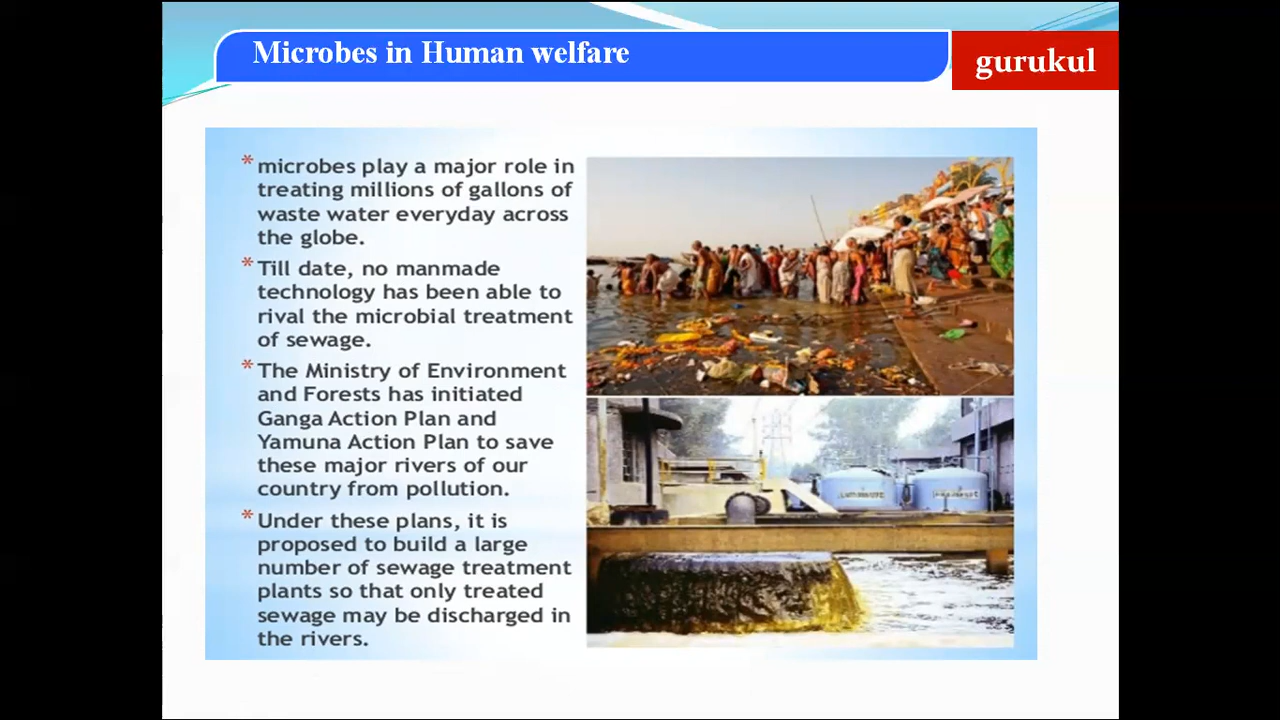 Microbes in Human welfare
gurukul
* microbes play a major role in
treating millions of gallons of
waste water everyday across
the globe.
* Till date, no manmade
technology has been able to
rival the microbial treatment
of sewage.
* The Ministry of Environment
and Forests has initiated
Ganga Action Plan and
Yamuna Action Plan to save
these major rivers of our
country from pollution.
* Under these plans, it is
proposed to build a large
number of sewage treatment
plants so that only treated
sewage may be discharged in
the rivers.